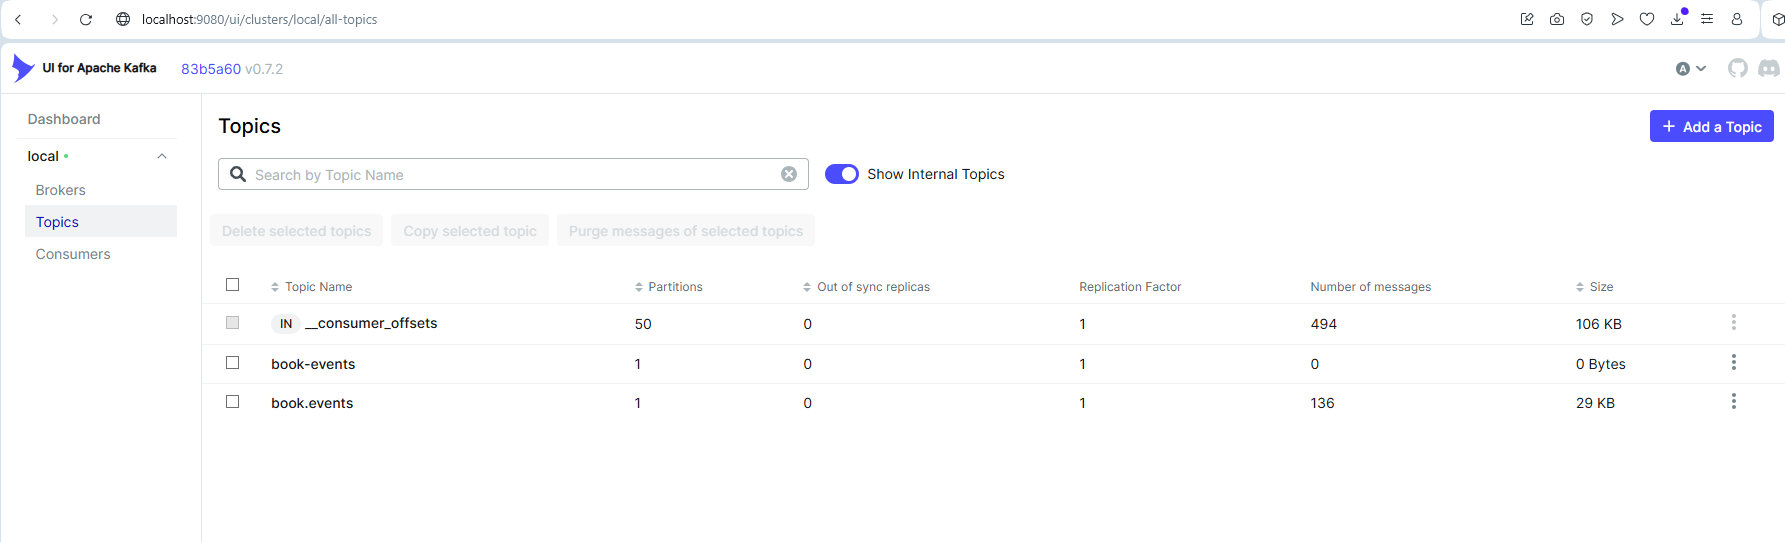 localhost:9080/ui/clusters/local/all-topics
UI for Apache Kafka 83b5a60 v0.7.2 A
Dashboard
local
Brokers
Topics
Consumers
Topics
+ Add a Topic
Search by Topic Name
Show Internal Topics
Delete selected topics Copy selected topic Purge messages of selected topics
Topic Name Partitions Out of sync replicas Replication Factor Number of messages Size
IN __consumer_offsets 50 0 1 494 106 KB
book-events 1 0 1 0 0 Bytes
book.events 1 0 1 136 29 KB